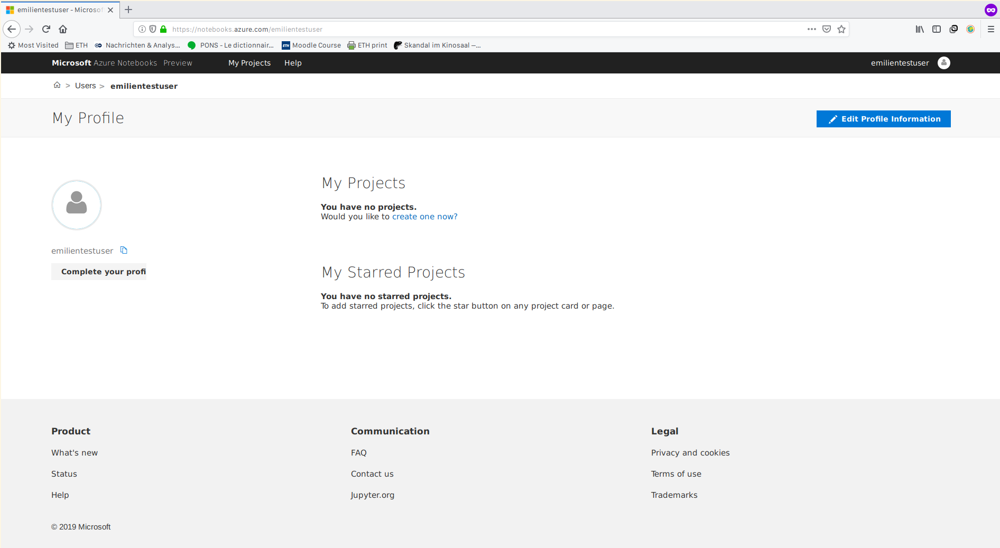 emilientestuser - Microsof
https://notebooks.azure.com/emilientestuser
Most Visited ETH Nachrichten & Analys... PONS - Le dictionnair... ETH Moodle Course ETH print Skandal im Kinosaal —...
Microsoft Azure Notebooks Preview My Projects Help emilientestuser
> Users > emilientestuser
My Profile
Edit Profile Information
My Projects
You have no projects.
Would you like to create one now?
emilientestuser
Complete your profi
My Starred Projects
You have no starred projects.
To add starred projects, click the star button on any project card or page.
Product
What's new
Status
Help
Communication
FAQ
Contact us
Jupyter.org
Legal
Privacy and cookies
Terms of use
Trademarks
© 2019 Microsoft